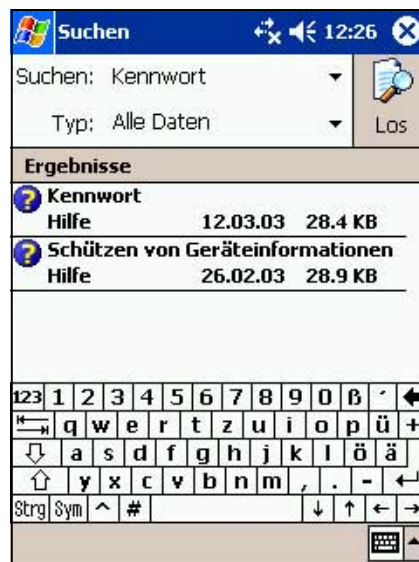 Suchen 12:26
Suchen: Kennwort
Typ: Alle Daten Los
Ergebnisse
Kennwort
Hilfe 12.03.03 28.4 KB
Schützen von Geräteinformationen
Hilfe 26.02.03 28.9 KB
123 1 2 3 4 5 6 7 8 9 0 ß ´
q w e r t z u i o p ü +
a s d f g h j k l ö ä
y x c v b n m , . -
Strg Sym ^ # ↓ ↑ ← →